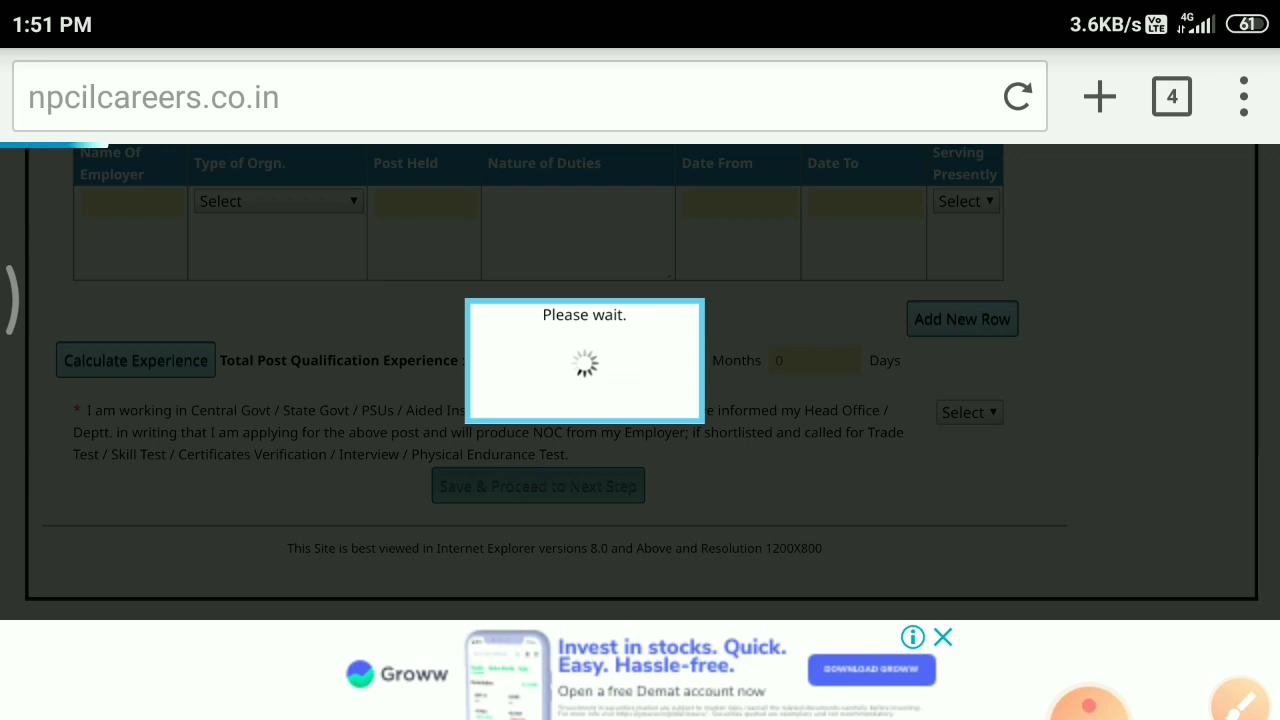 1:51 PM
3.6KB/s
Vo
LTE
4G
61
npcilcareers.co.in
4
Name Of
Employer
Type of Orgn.
Post Held
Nature of Duties
Date From
Date To
Serving
Presently
Select
Select
Please wait.
Add New Row
Calculate Experience
Total Post Qualification Experience :
Months
0
Days
* I am working in Central Govt / State Govt / PSUs / Aided Ins
e informed my Head Office /
Select
Deptt. in writing that I am applying for the above post and will produce NOC from my Employer; if shortlisted and called for Trade
Test / Skill Test / Certificates Verification / Interview / Physical Endurance Test.
Save & Proceed to Next Step
This Site is best viewed in Internet Explorer versions 8.0 and Above and Resolution 1200X800
Groww
Invest in stocks. Quick.
Easy. Hassle-free.
Open a free Demat account now
DOWNLOAD GROWW